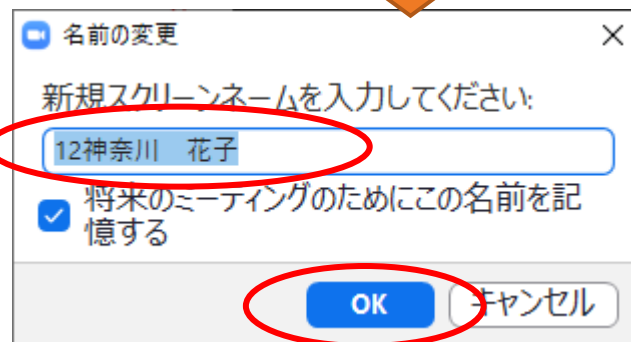 名前の変更
新規スクリーンネームを入力してください:
12神奈川　花子
将来のミーティングのためにこの名前を記
憶する
OK キャンセル